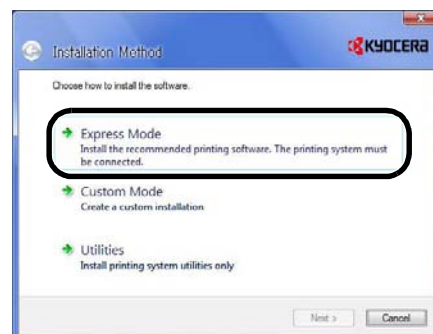 Installation Method
KYOCERA
Choose how to install the software.
Express Mode
Install the recommended printing software. The printing system must
be connected.
Custom Mode
Create a custom installation
Utilities
Install printing system utilities only
Next >
Cancel